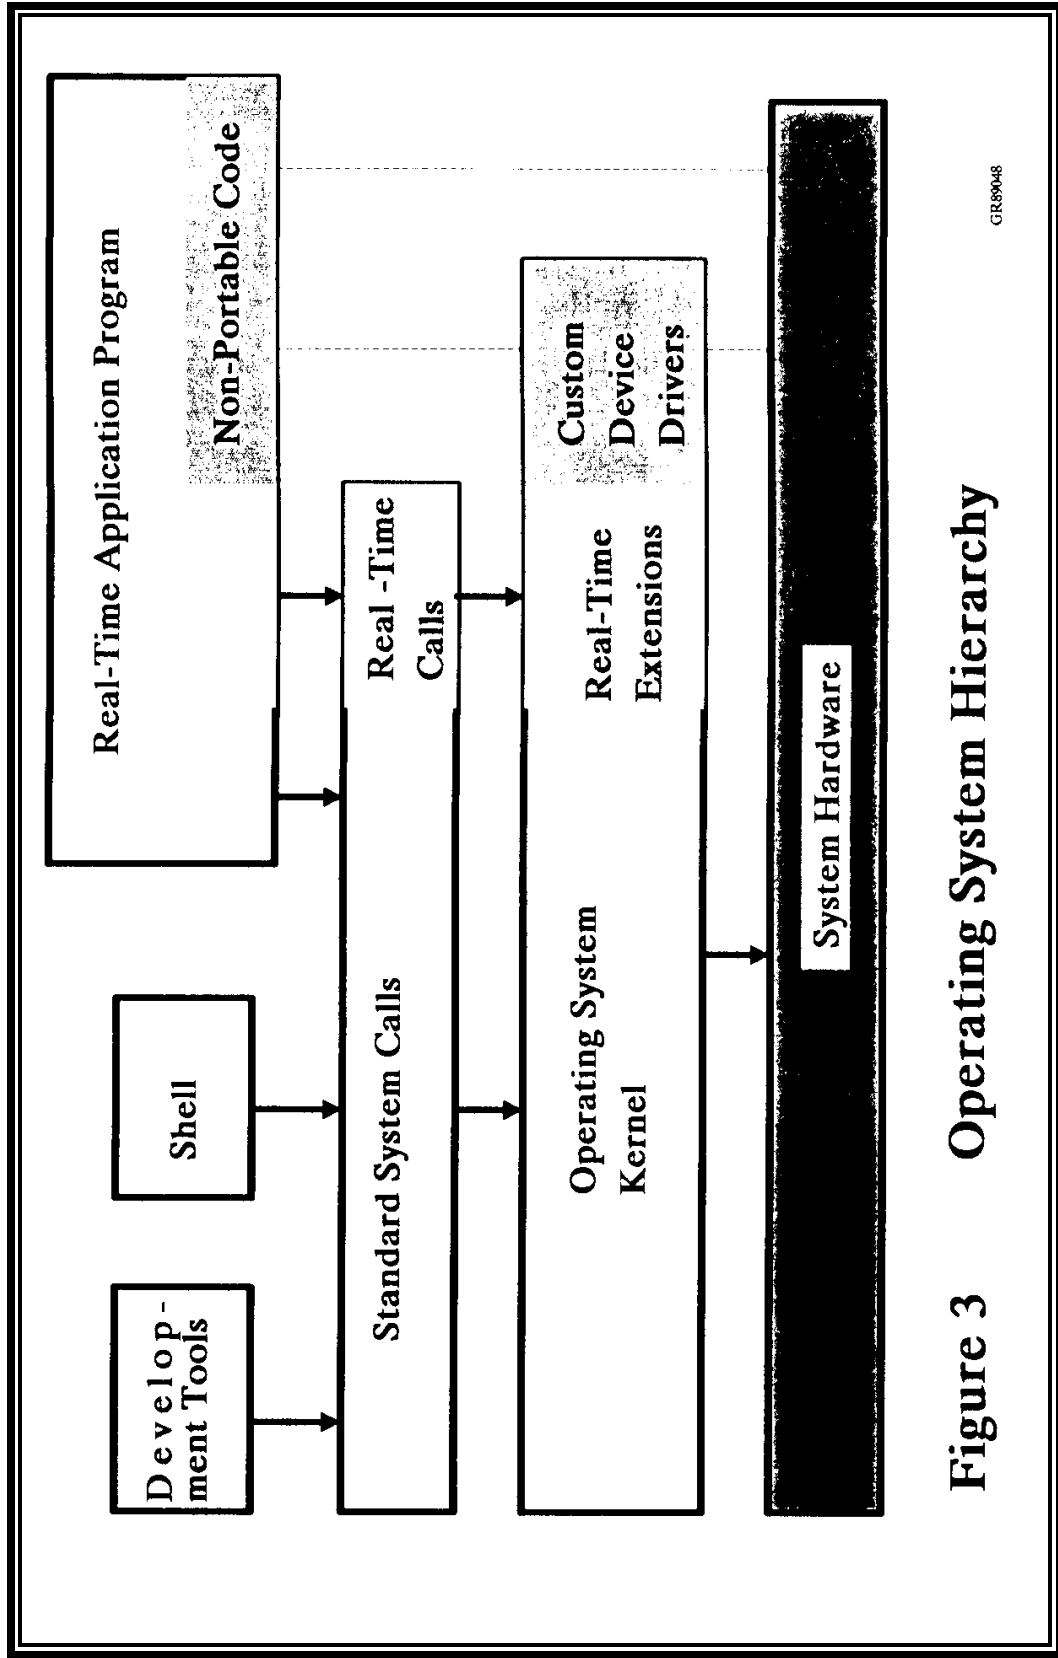 Real-Time Application Program
Non-Portable Code
Shell
Develop-
ment Tools
Standard System Calls
Real -Time
Calls
Operating System
Kernel
Real-Time
Extensions
Custom
Device
Drivers
System Hardware
GR89048
Figure 3 Operating System Hierarchy